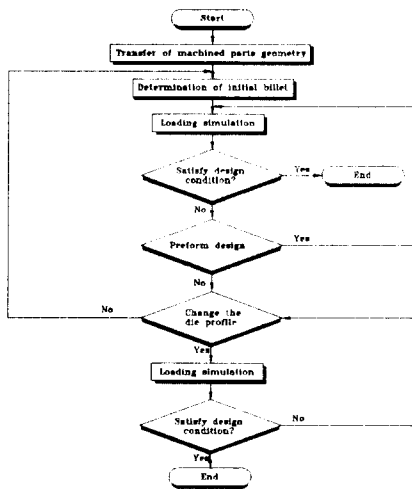 Start
Transfer of machined parts geometry
Determination of initial billet
Loading simulation
Satisfy design
condition?
Yes
End
No
Preform design
Yes
No
Change the
die profile
No
Yes
Loading simulation
Satisfy design
condition?
No
Yes
End